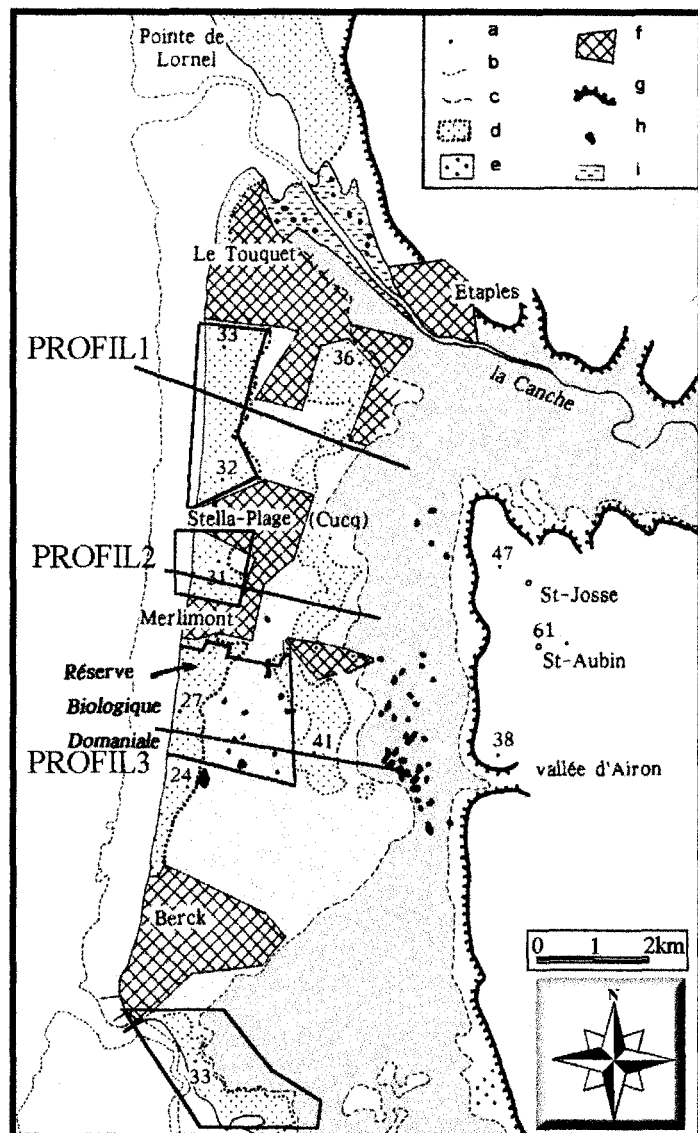 Pointe de
Lornel
a
b
c
d
e
f
g
h
i
Le Touquet
Etaples
33
36
PROFIL1
la Canche
32
Stella-Plage (Cucq)
47
PROFIL2
31
St-Josse
Merlimont
61
St-Aubin
Réserve
27
Biologique
41
38
Domaniale
PROFIL3
24
vallée d'Airon
Berck
0 1 2km
N
33